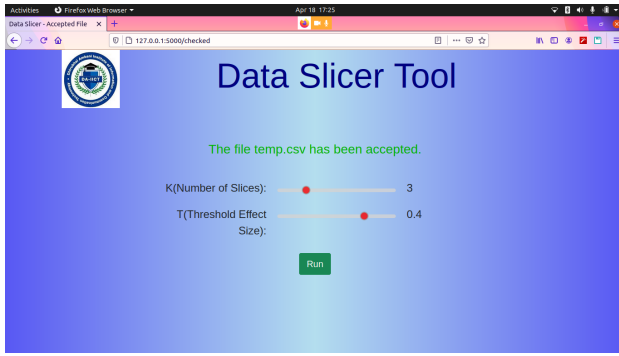 Activities Firefox Web Browser Apr 18 17:25
Data Slicer - Accepted File
127.0.0.1:5000/checked
DA-IICT
Data Slicer Tool
The file temp.csv has been accepted.
K(Number of Slices): 3
T(Threshold Effect 0.4
Size):
Run